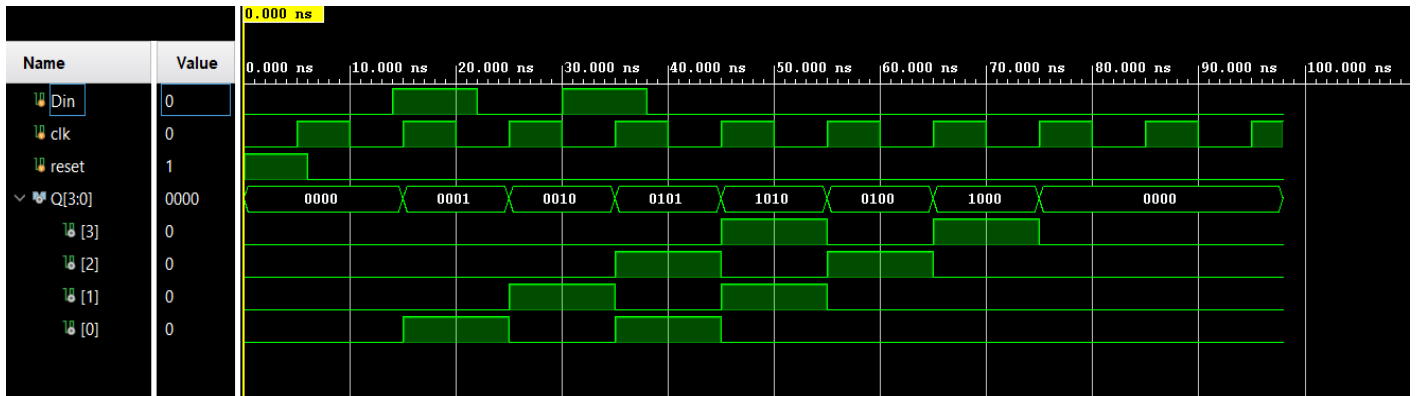 0.000 ns
Name Value 0.000 ns 10.000 ns 20.000 ns 30.000 ns 40.000 ns 50.000 ns 60.000 ns 70.000 ns 80.000 ns 90.000 ns 100.000 ns
Din 0
clk 0
reset 1
Q[3:0] 0000 0000 0001 0010 0101 1010 0100 1000 0000
[3] 0
[2] 0
[1] 0
[0] 0